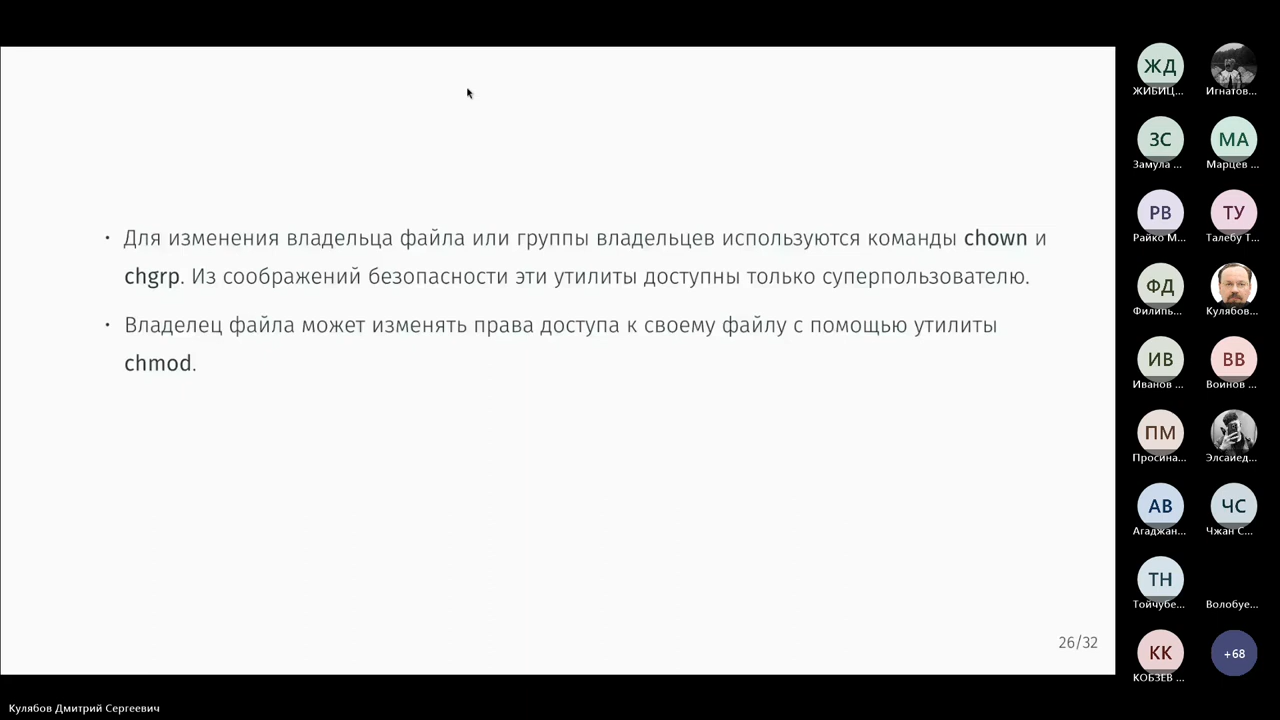 • Для изменения владельца файла или группы владельцев используются команды chown и
chgrp. Из соображений безопасности эти утилиты доступны только суперпользователю.
• Владелец файла может изменять права доступа к своему файлу с помощью утилиты
chmod.
26/32
ЖД
ЖИБИЦ...
Игнатов...
ЗС
Замула ...
МА
Марцев ...
РВ
Райко М...
ТУ
Талебу Т...
ФД
Филипь...
Кулябов...
ИВ
Иванов ...
ВВ
Воинов ...
ПМ
Просина...
Элсаиед...
АВ
Агаджан...
ЧС
Чжан С...
ТН
Тойчубе...
Волобуе...
КК
КОБЗЕВ ...
+68
Кулябов Дмитрий Сергеевич